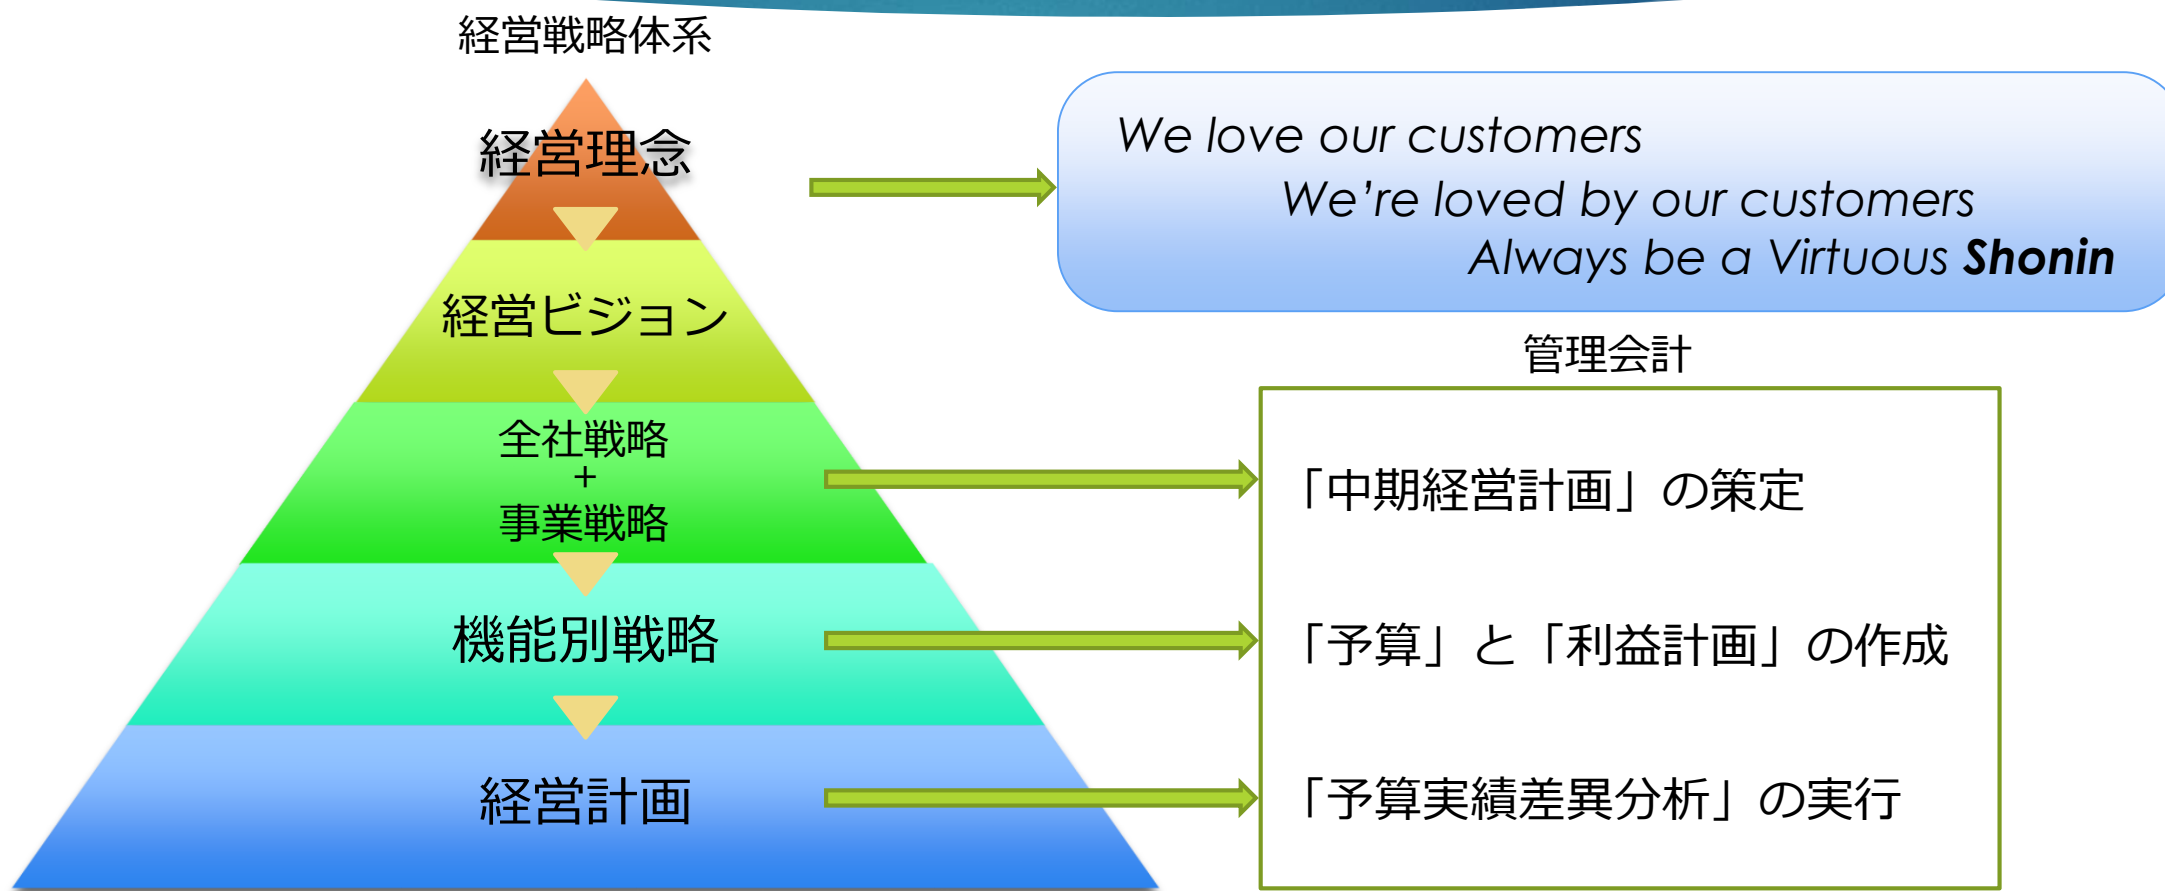 経営戦略体系
経営理念
経営ビジョン
全社戦略
+
事業戦略
機能別戦略
経営計画
We love our customers
We’re loved by our customers
Always be a Virtuous Shonin
管理会計
「中期経営計画」の策定
「予算」と「利益計画」の作成
「予算実績差異分析」の実行